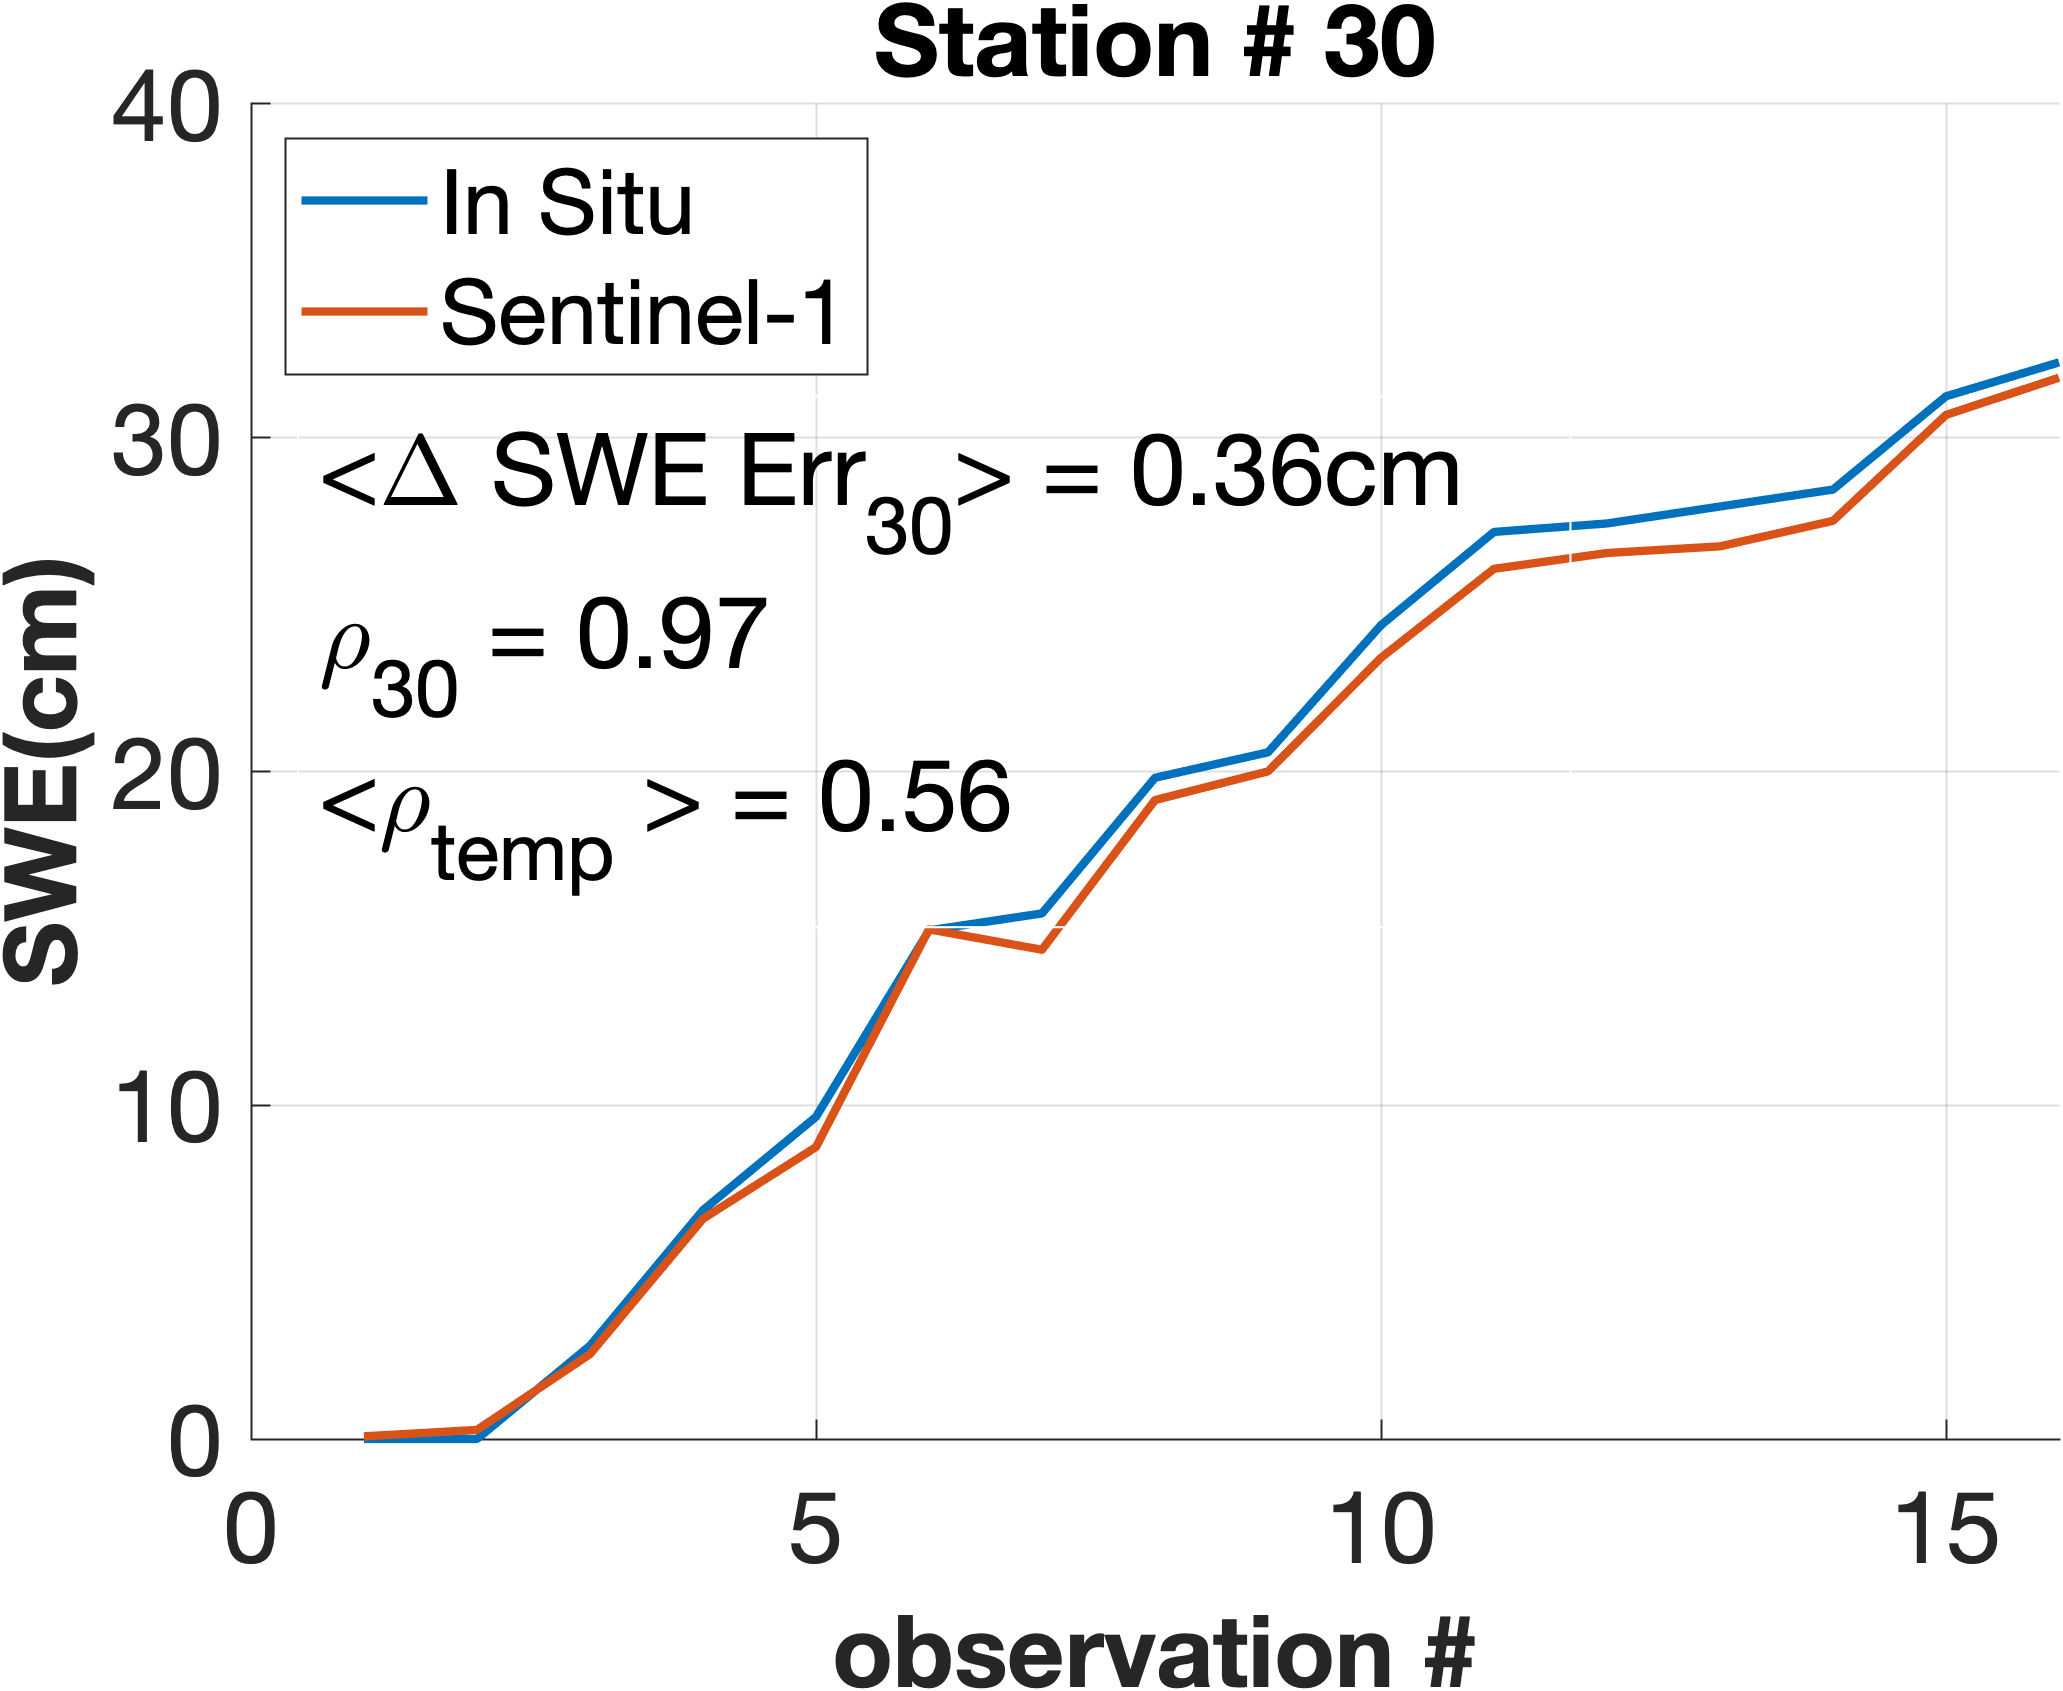 Station # 30
40
In Situ
Sentinel-1
30
<Δ SWE Err30> = 0.36cm
ρ30 = 0.97
20
<ρtemp > = 0.56
SWE(cm)
10
0
0 5 10 15
observation #